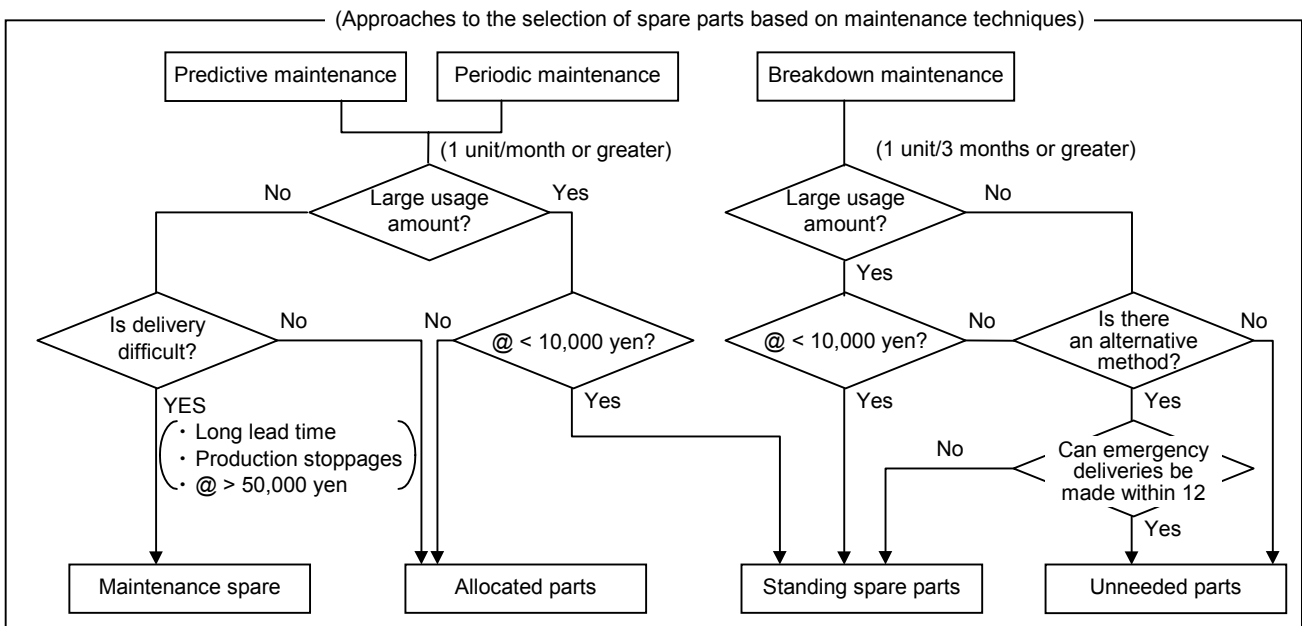 (Approaches to the selection of spare parts based on maintenance techniques)
Predictive maintenance
Periodic maintenance
Breakdown maintenance
(1 unit/month or greater)
(1 unit/3 months or greater)
No
Large usage
amount?
Yes
Large usage
amount?
No
Yes
Is delivery
difficult?
No
No
@ < 10,000 yen?
@ < 10,000 yen?
No
Is there
an alternative
method?
No
YES
・ Long lead time
・ Production stoppages
・ @ > 50,000 yen
Yes
Yes
Yes
No
Can emergency
deliveries be
made within 12
Yes
Maintenance spare
Allocated parts
Standing spare parts
Unneeded parts